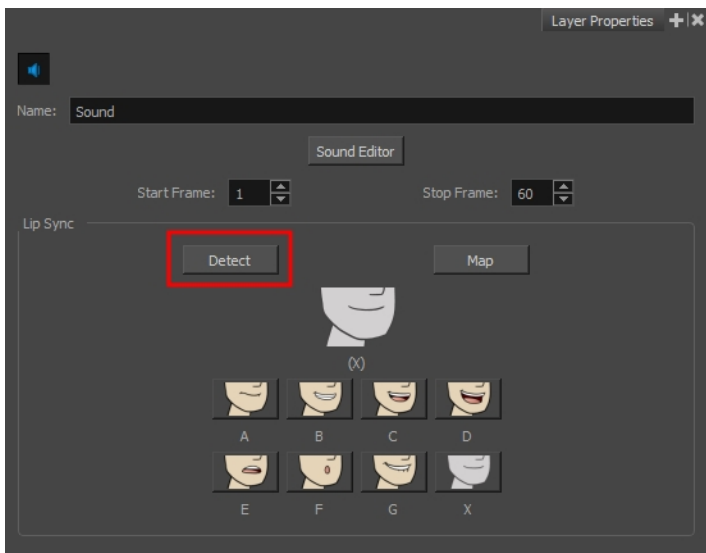 Layer Properties
Name: Sound
Sound Editor
Start Frame: 1 Stop Frame: 60
Lip Sync
Detect Map
(X)
A B C D
E F G X